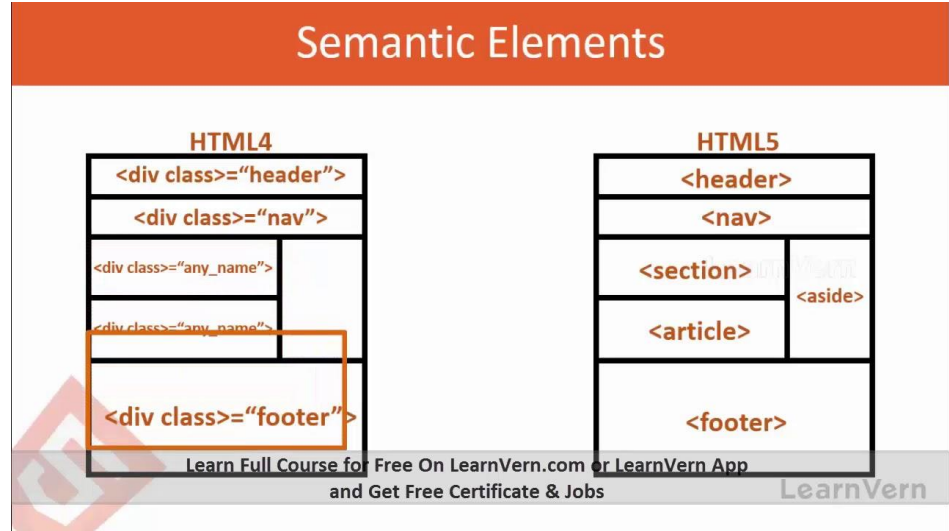 Semantic Elements
HTML4
<div class>=“header”>
<div class>=“nav”>
<div class>=“any_name”>
<div class>=“any_name”>
<div class>=“footer”>
HTML5
<header>
<nav>
<section>
<aside>
<article>
<footer>
Learn Full Course for Free On LearnVern.com or LearnVern App
and Get Free Certificate & Jobs
LearnVern
LearnVern